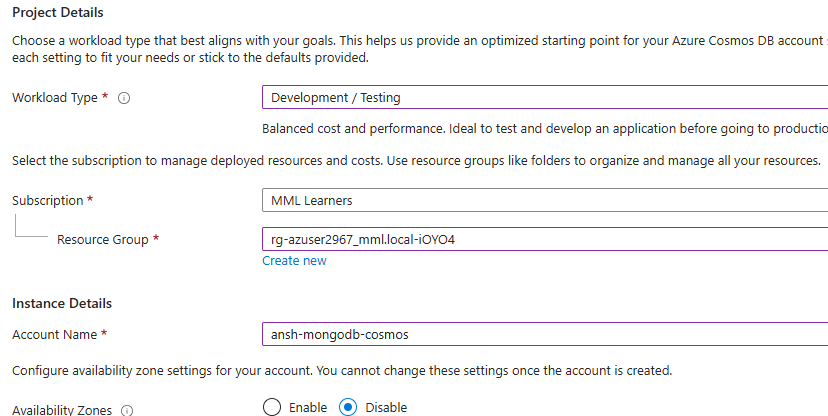 Project Details
Choose a workload type that best aligns with your goals. This helps us provide an optimized starting point for your Azure Cosmos DB account
each setting to fit your needs or stick to the defaults provided.
Workload Type *
Development / Testing
Balanced cost and performance. Ideal to test and develop an application before going to productio
Select the subscription to manage deployed resources and costs. Use resource groups like folders to organize and manage all your resources.
Subscription *
MML Learners
Resource Group *
rg-azuser2967_mml.local-iOYO4
Create new
Instance Details
Account Name *
ansh-mongodb-cosmos
Configure availability zone settings for your account. You cannot change these settings once the account is created.
Availability Zones
Enable
Disable